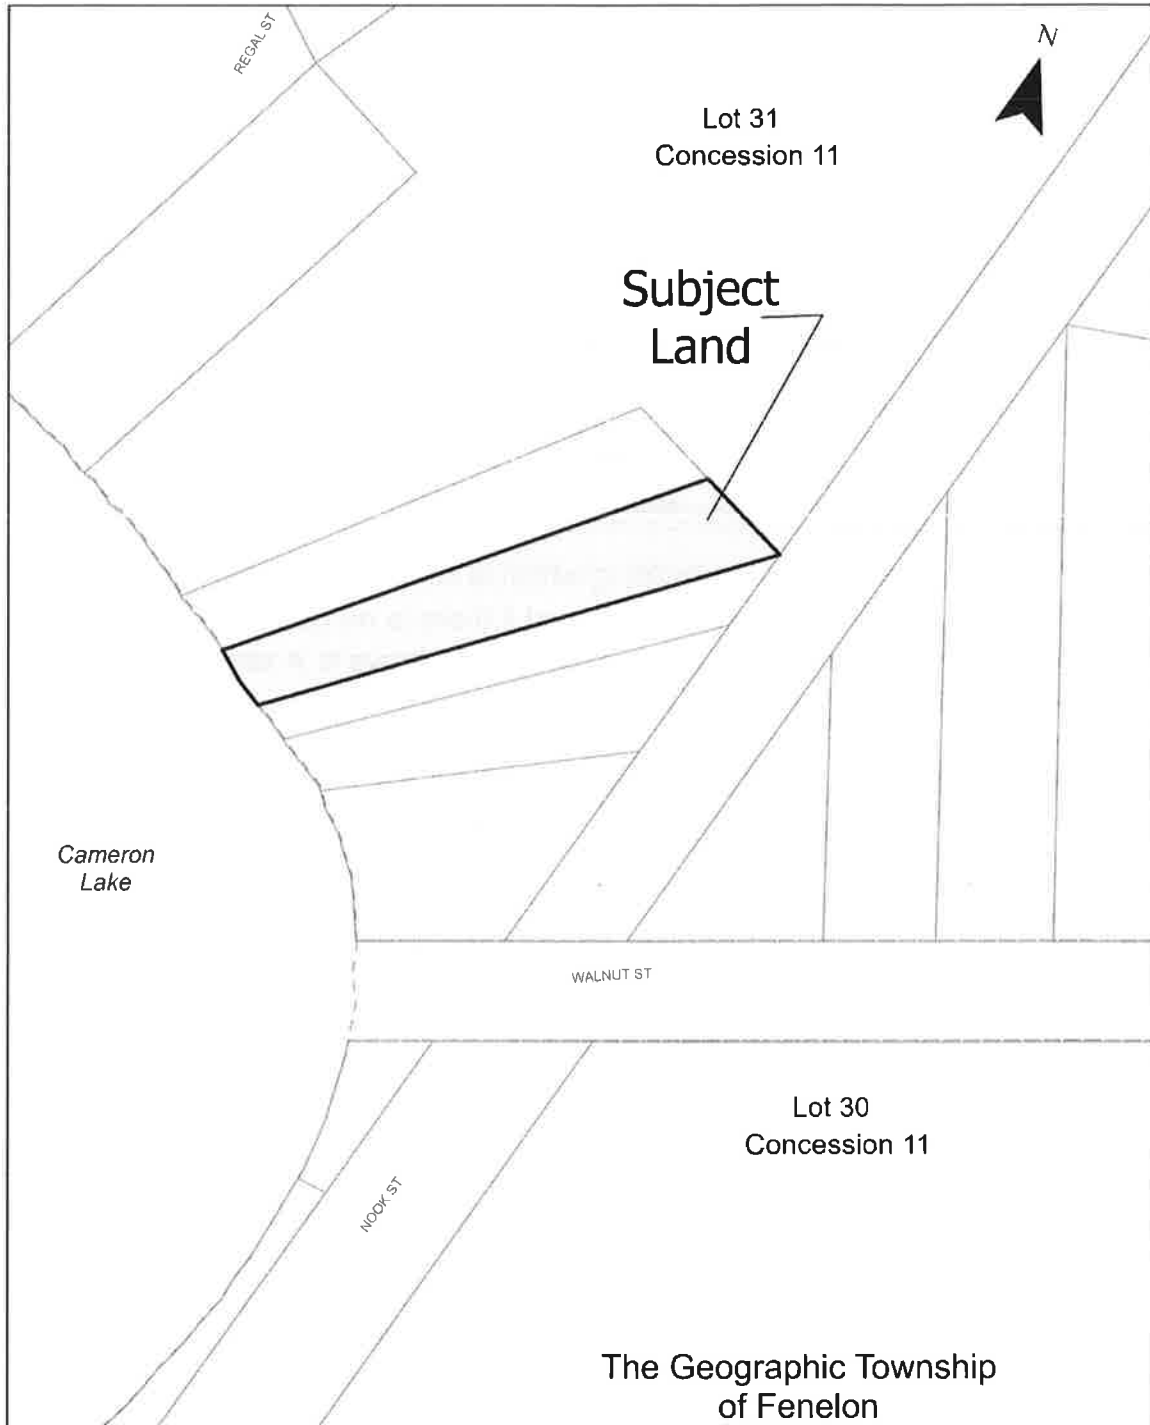 REGAL ST
N
Lot 31
Concession 11
Subject
Land
Cameron
Lake
WALNUT ST
Lot 30
Concession 11
NOOK ST
The Geographic Township
of Fenelon